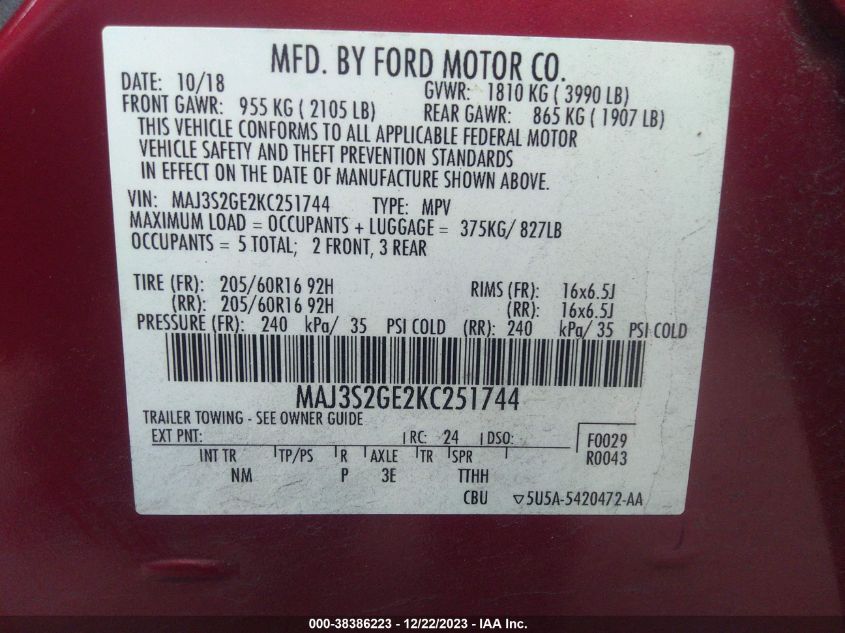 MFD. BY FORD MOTOR CO.
DATE: 10/18 GVWR: 1810 KG ( 3990 LB)
FRONT GAWR: 955 KG ( 2105 LB) REAR GAWR: 865 KG ( 1907 LB)
THIS VEHICLE CONFORMS TO ALL APPLICABLE FEDERAL MOTOR
VEHICLE SAFETY AND THEFT PREVENTION STANDARDS
IN EFFECT ON THE DATE OF MANUFACTURE SHOWN ABOVE.
VIN: MAJ3S2GE2KC251744 TYPE: MPV
MAXIMUM LOAD = OCCUPANTS + LUGGAGE = 375KG/ 827LB
OCCUPANTS = 5 TOTAL; 2 FRONT, 3 REAR
TIRE (FR): 205/60R16 92H RIMS (FR): 16x6.5J
(RR): 205/60R16 92H (RR): 16x6.5J
PRESSURE (FR): 240 kPa/ 35 PSI COLD (RR): 240 kPa/ 35 PSI COLD
MAJ3S2GE2KC251744
TRAILER TOWING - SEE OWNER GUIDE
EXT PNT: RC: 24 DSO: F0029
INT TR TP/PS R AXLE TR SPR R0043
NM P 3E TTHH
CBU ▽5U5A-5420472-AA
000-38386223 - 12/22/2023 - IAA Inc.